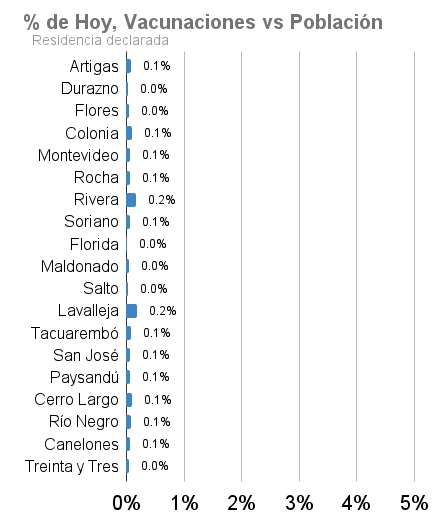 % de Hoy, Vacunaciones vs Población
Residencia declarada
Artigas 0.1%
Durazno 0.0%
Flores 0.0%
Colonia 0.1%
Montevideo 0.1%
Rocha 0.1%
Rivera 0.2%
Soriano 0.1%
Florida 0.0%
Maldonado 0.0%
Salto 0.0%
Lavalleja 0.2%
Tacuarembó 0.1%
San José 0.1%
Paysandú 0.1%
Cerro Largo 0.1%
Río Negro 0.1%
Canelones 0.1%
Treinta y Tres 0.0%
0% 1% 2% 3% 4% 5%